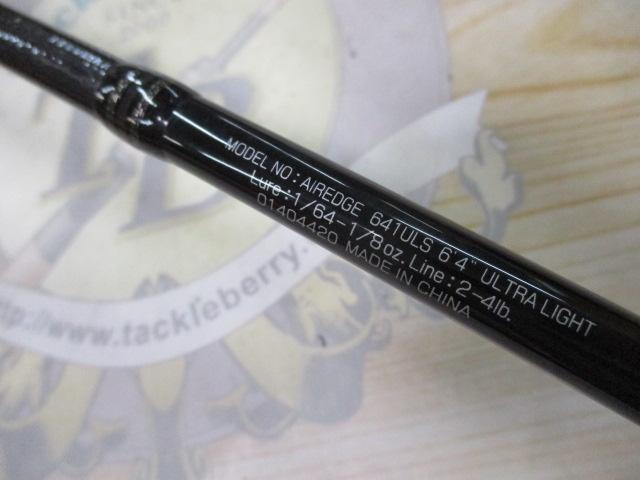 MODEL NO: AIREDGE 641ULS 6'4" ULTRA LIGHT
Lure:1/64-1/8oz. Line:2-4lb.
01404420 MADE IN CHINA
http://www.tackleberry.